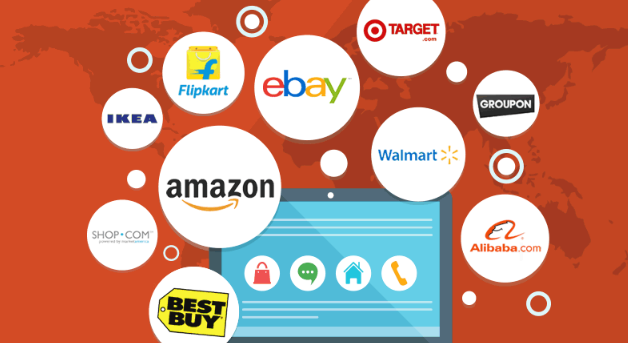 TARGET
.com
Flipkart
ebay
IKEA
GROUPON
Walmart
amazon
SHOP•COM
Alibaba.com
BEST
BUY